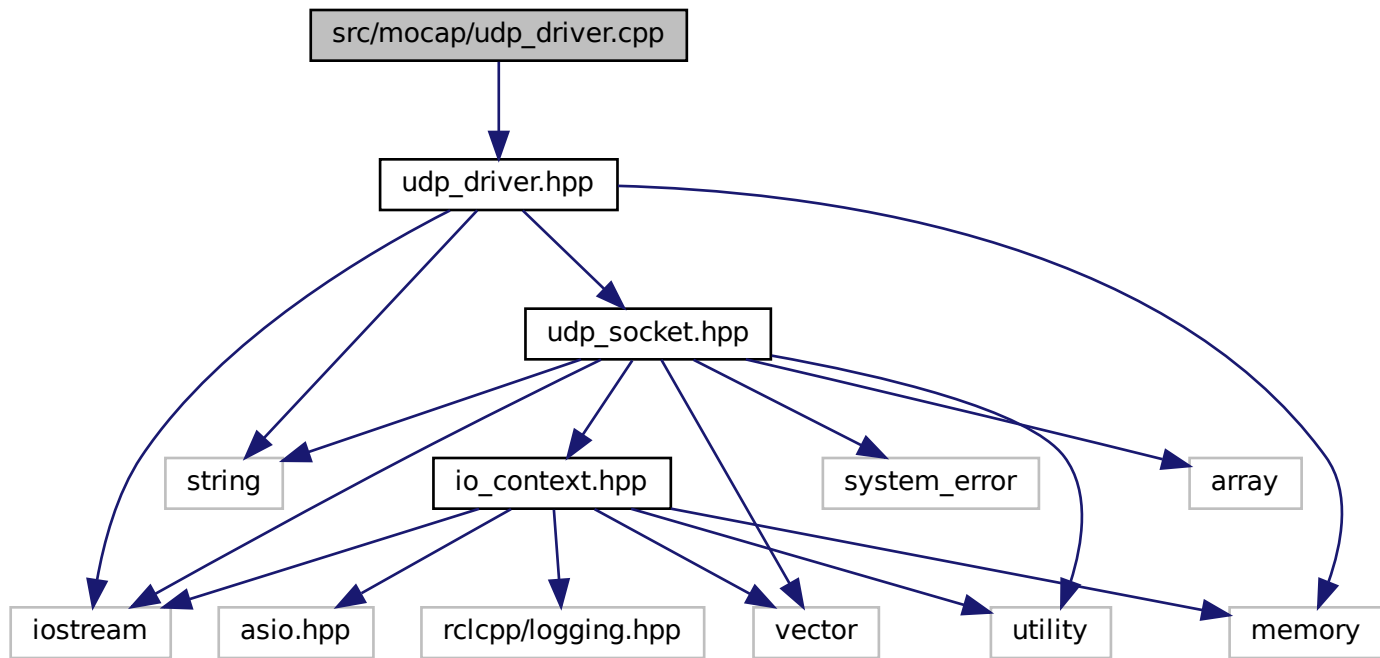 src/mocap/udp_driver.cpp
udp_driver.hpp
udp_socket.hpp
string
io_context.hpp
system_error
array
iostream
asio.hpp
rclcpp/logging.hpp
vector
utility
memory